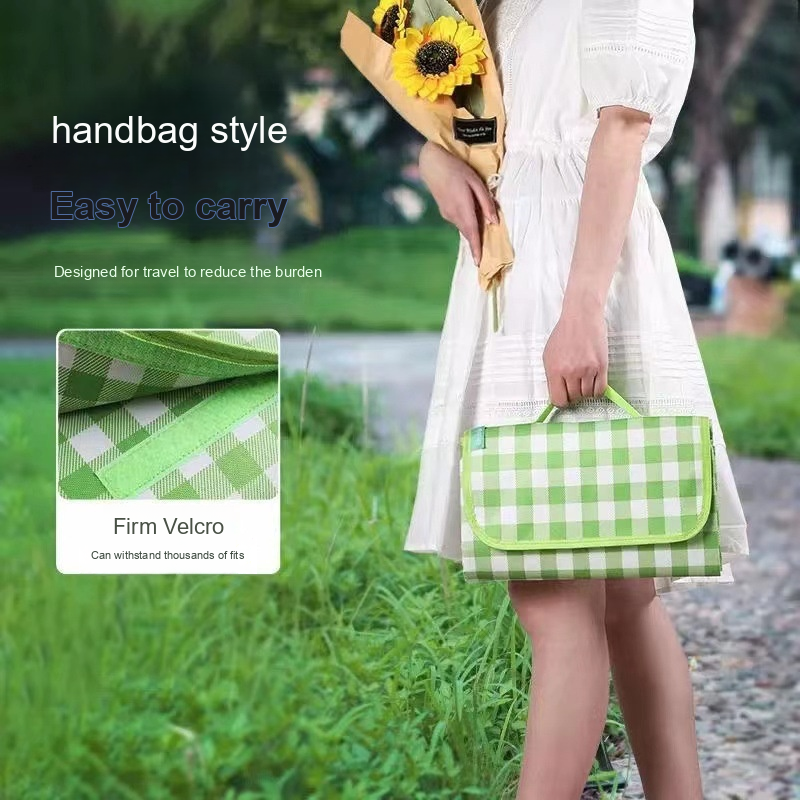 handbag style
Easy to carry
Designed for travel to reduce the burden
Firm Velcro
Can withstand thousands of fits